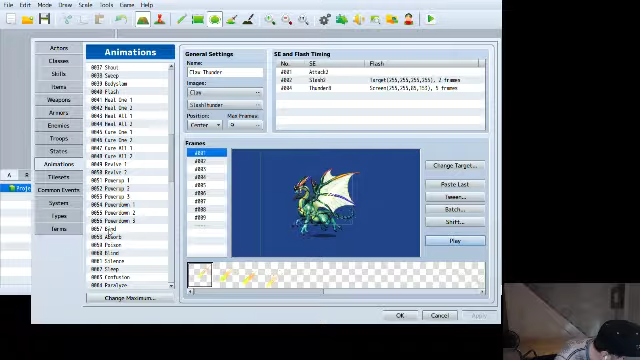 File Edit Mode Draw Scale Tools Game Help
Actors
Classes
Skills
Items
Weapons
Armors
Enemies
Troops
States
Animations
Tilesets
Common Events
System
Types
Terms
Animations
0037 Shout
0038 Sweep
0039 Bodyslam
0040 Flash
0041 Heal One 1
0042 Heal One 2
0043 Heal All 1
0044 Heal All 2
0045 Cure One 1
0046 Cure One 2
0047 Cure All 1
0048 Cure All 2
0049 Revive 1
0050 Revive 2
0051 Powerup 1
0052 Powerup 2
0053 Powerup 3
0054 Powerdown 1
0055 Powerdown 2
0056 Powerdown 3
0057 Bind
0058 Absorb
0059 Poison
0060 Blind
0061 Silence
0062 Sleep
0063 Confusion
0064 Paralyze
Change Maximum...
General Settings
Name:
Claw Thunder
Images:
Claw
SlashThunder
Position:
Max Frames:
Center
9
SE and Flash Timing
No. SE Flash
#001 Attack2
#002 Slash2 Target(255,255,255,255), 2 frames
#004 Thunder8 Screen(255,255,85,153), 5 frames
Frames
#001
#002
#003
#004
#005
#006
#007
#008
#009
Change Target...
Paste Last
Tween...
Batch...
Shift...
Play
OK
Cancel
Apply
A
Proje